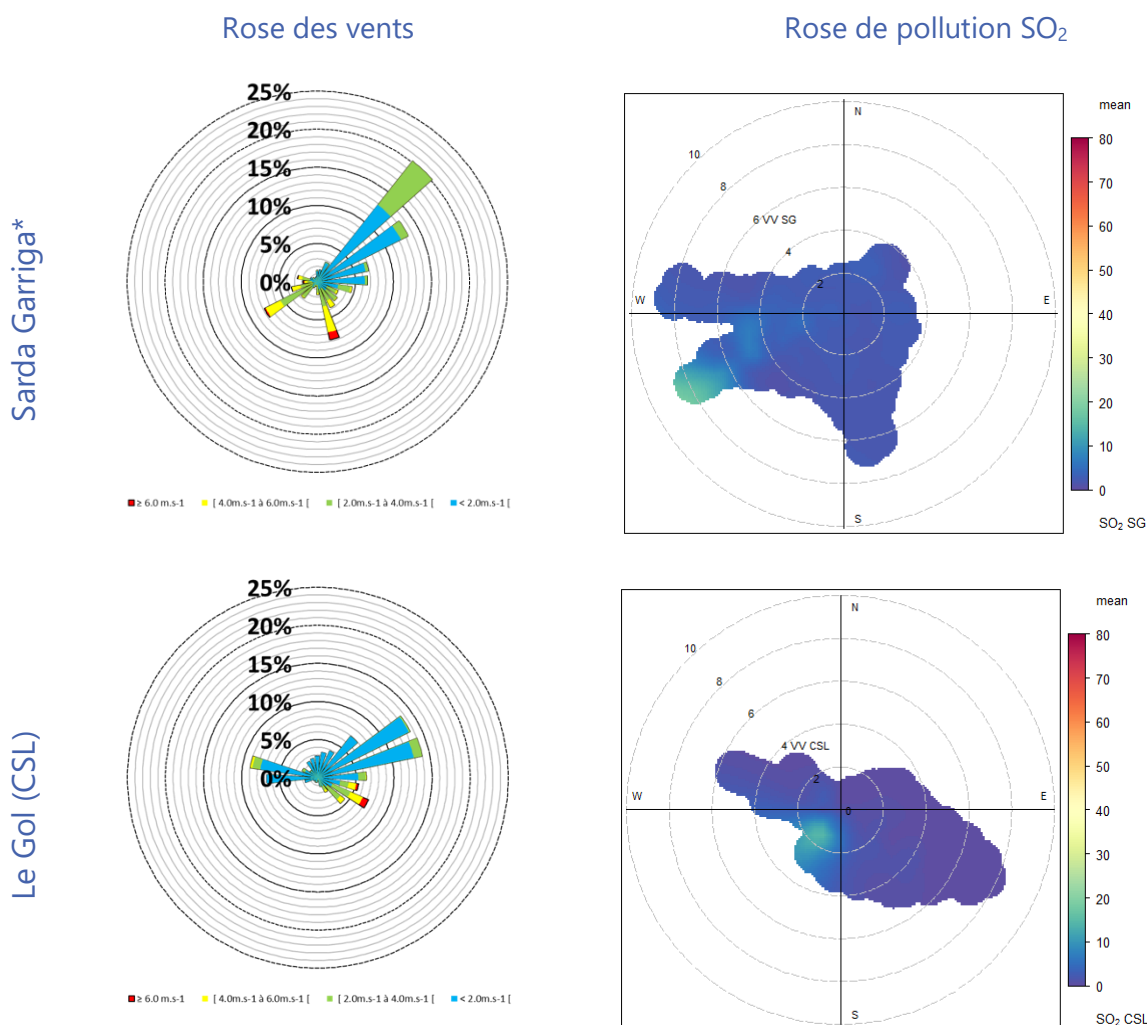 Rose des vents
Rose de pollution SO₂
Sarda Garriga*
25%
20%
15%
10%
5%
0%
≥ 6.0 m.s-1 [ 4.0m.s-1 à 6.0m.s-1 [ [ 2.0m.s-1 à 4.0m.s-1 [ < 2.0m.s-1 [
N
10
8
6 VV SG
4
2
W
E
S
mean
80
70
60
50
40
30
20
10
0
SO₂ SG
Le Gol (CSL)
25%
20%
15%
10%
5%
0%
≥ 6.0 m.s-1 [ 4.0m.s-1 à 6.0m.s-1 [ [ 2.0m.s-1 à 4.0m.s-1 [ < 2.0m.s-1 [
N
10
8
6
4 VV CSL
2
0
W
E
S
mean
80
70
60
50
40
30
20
10
0
SO₂ CSL